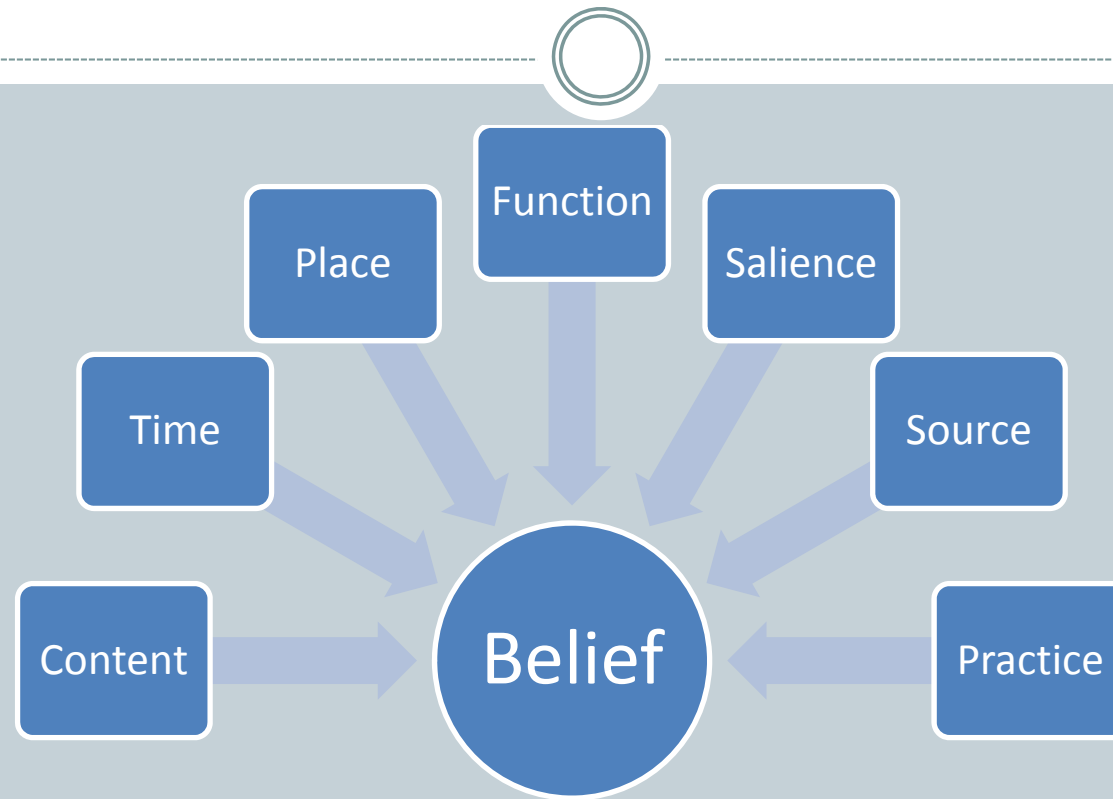 Function
Place
Salience
Time
Source
Content
Belief
Practice